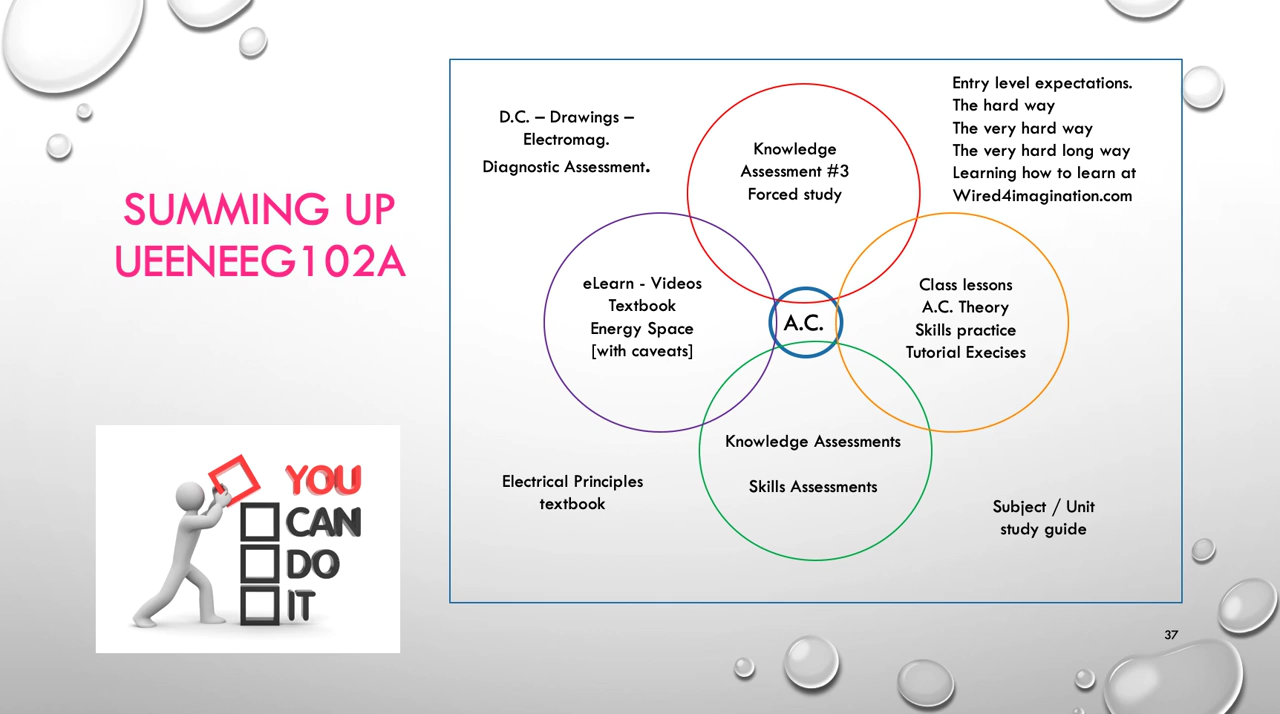 SUMMING UP
UEENEEG102A
YOU
CAN
DO
IT
D.C. – Drawings –
Electromag.
Diagnostic Assessment.
Knowledge
Assessment #3
Forced study
Entry level expectations.
The hard way
The very hard way
The very hard long way
Learning how to learn at
Wired4imagination.com
eLearn - Videos
Textbook
Energy Space
[with caveats]
A.C.
Class lessons
A.C. Theory
Skills practice
Tutorial Execises
Knowledge Assessments
Skills Assessments
Electrical Principles
textbook
Subject / Unit
study guide
37